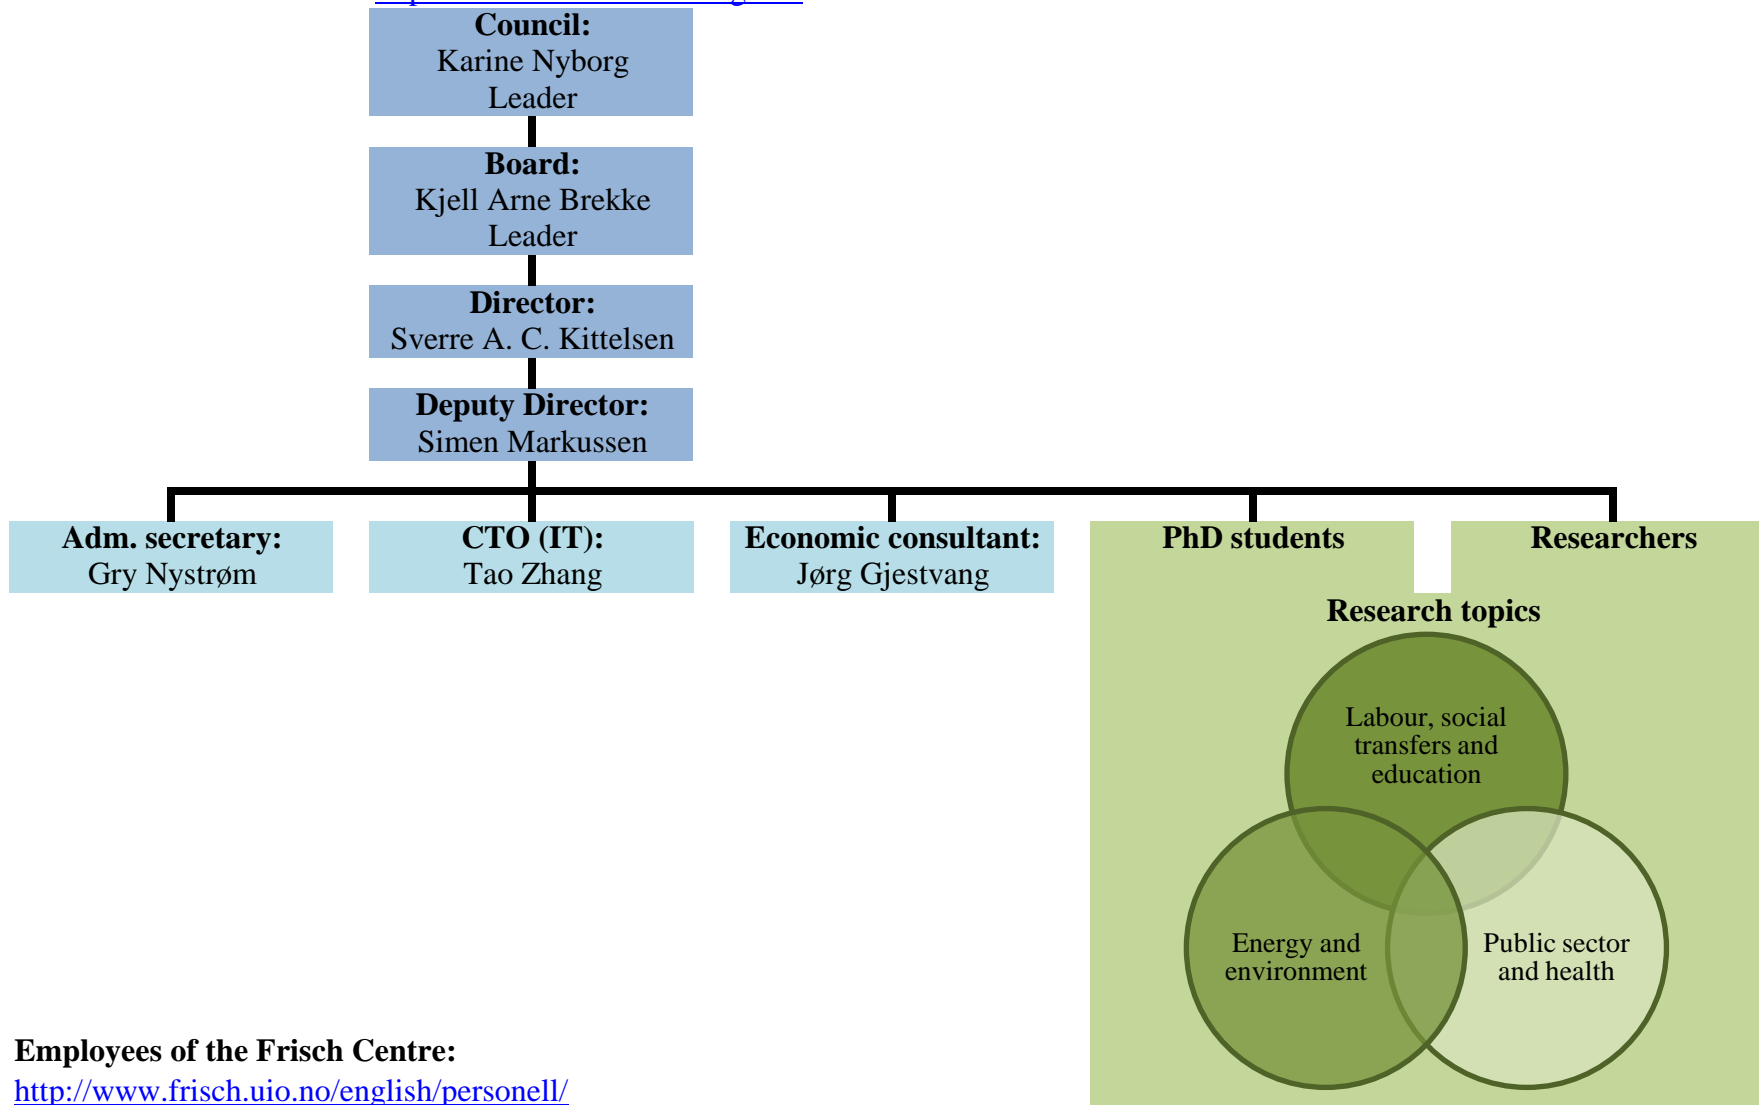 Council:
Karine Nyborg
Leader
Board:
Kjell Arne Brekke
Leader
Director:
Sverre A. C. Kittelsen
Deputy Director:
Simen Markussen
Adm. secretary:
Gry Nystrøm
CTO (IT):
Tao Zhang
Economic consultant:
Jørg Gjestvang
PhD students
Researchers
Research topics
Labour, social
transfers and
education
Energy and
environment
Public sector
and health
Employees of the Frisch Centre:
http://www.frisch.uio.no/english/personell/